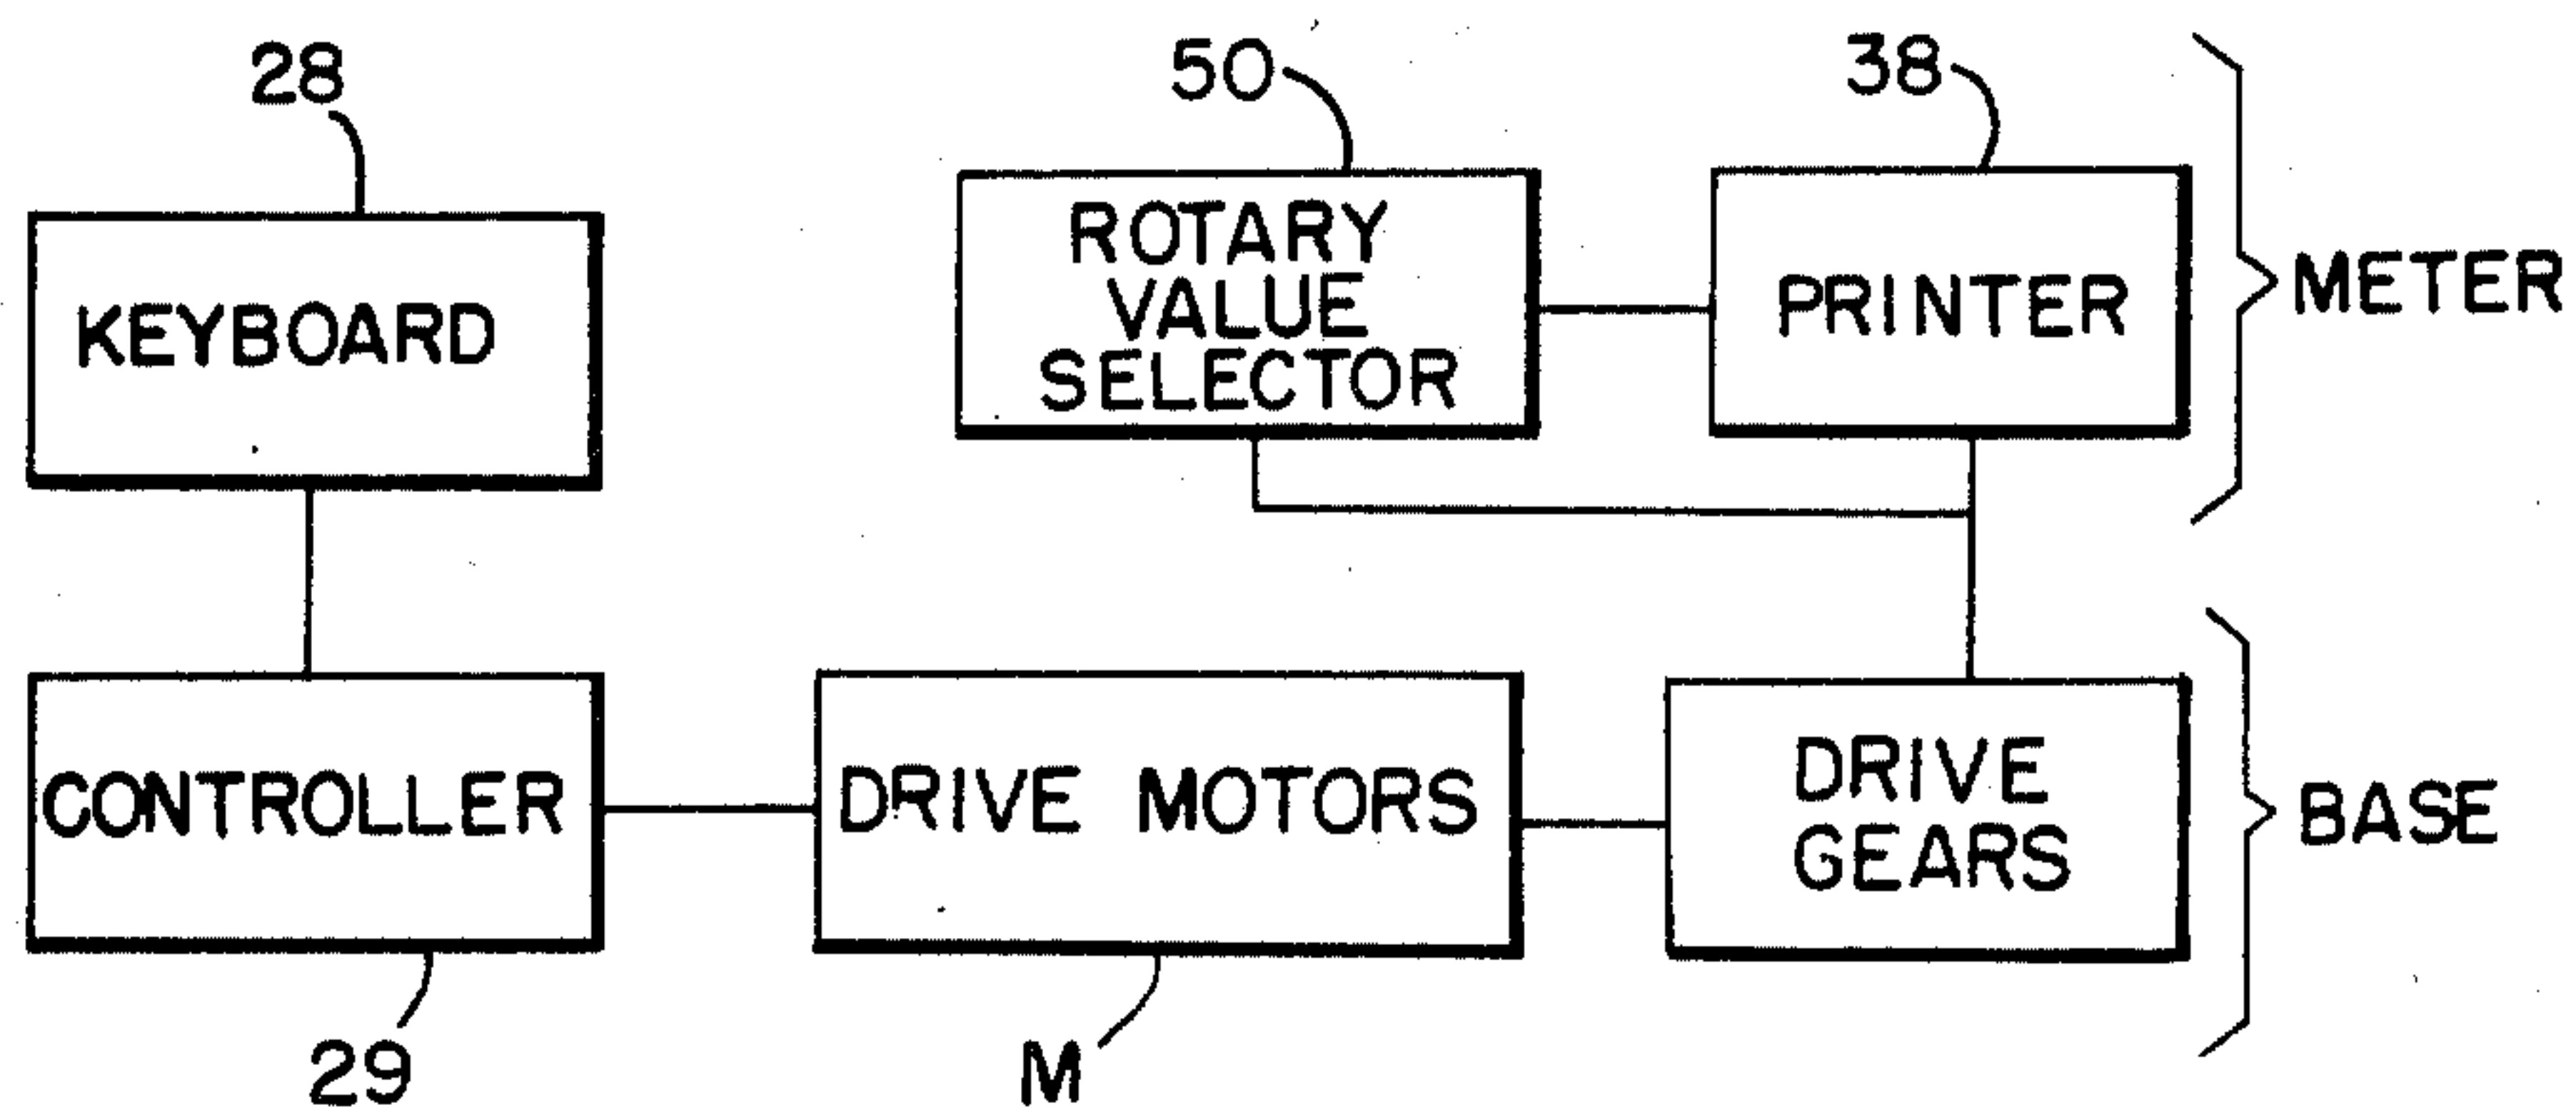 28
50
38
KEYBOARD
ROTARY
VALUE
SELECTOR
PRINTER
METER
CONTROLLER
DRIVE MOTORS
DRIVE
GEARS
BASE
29
M